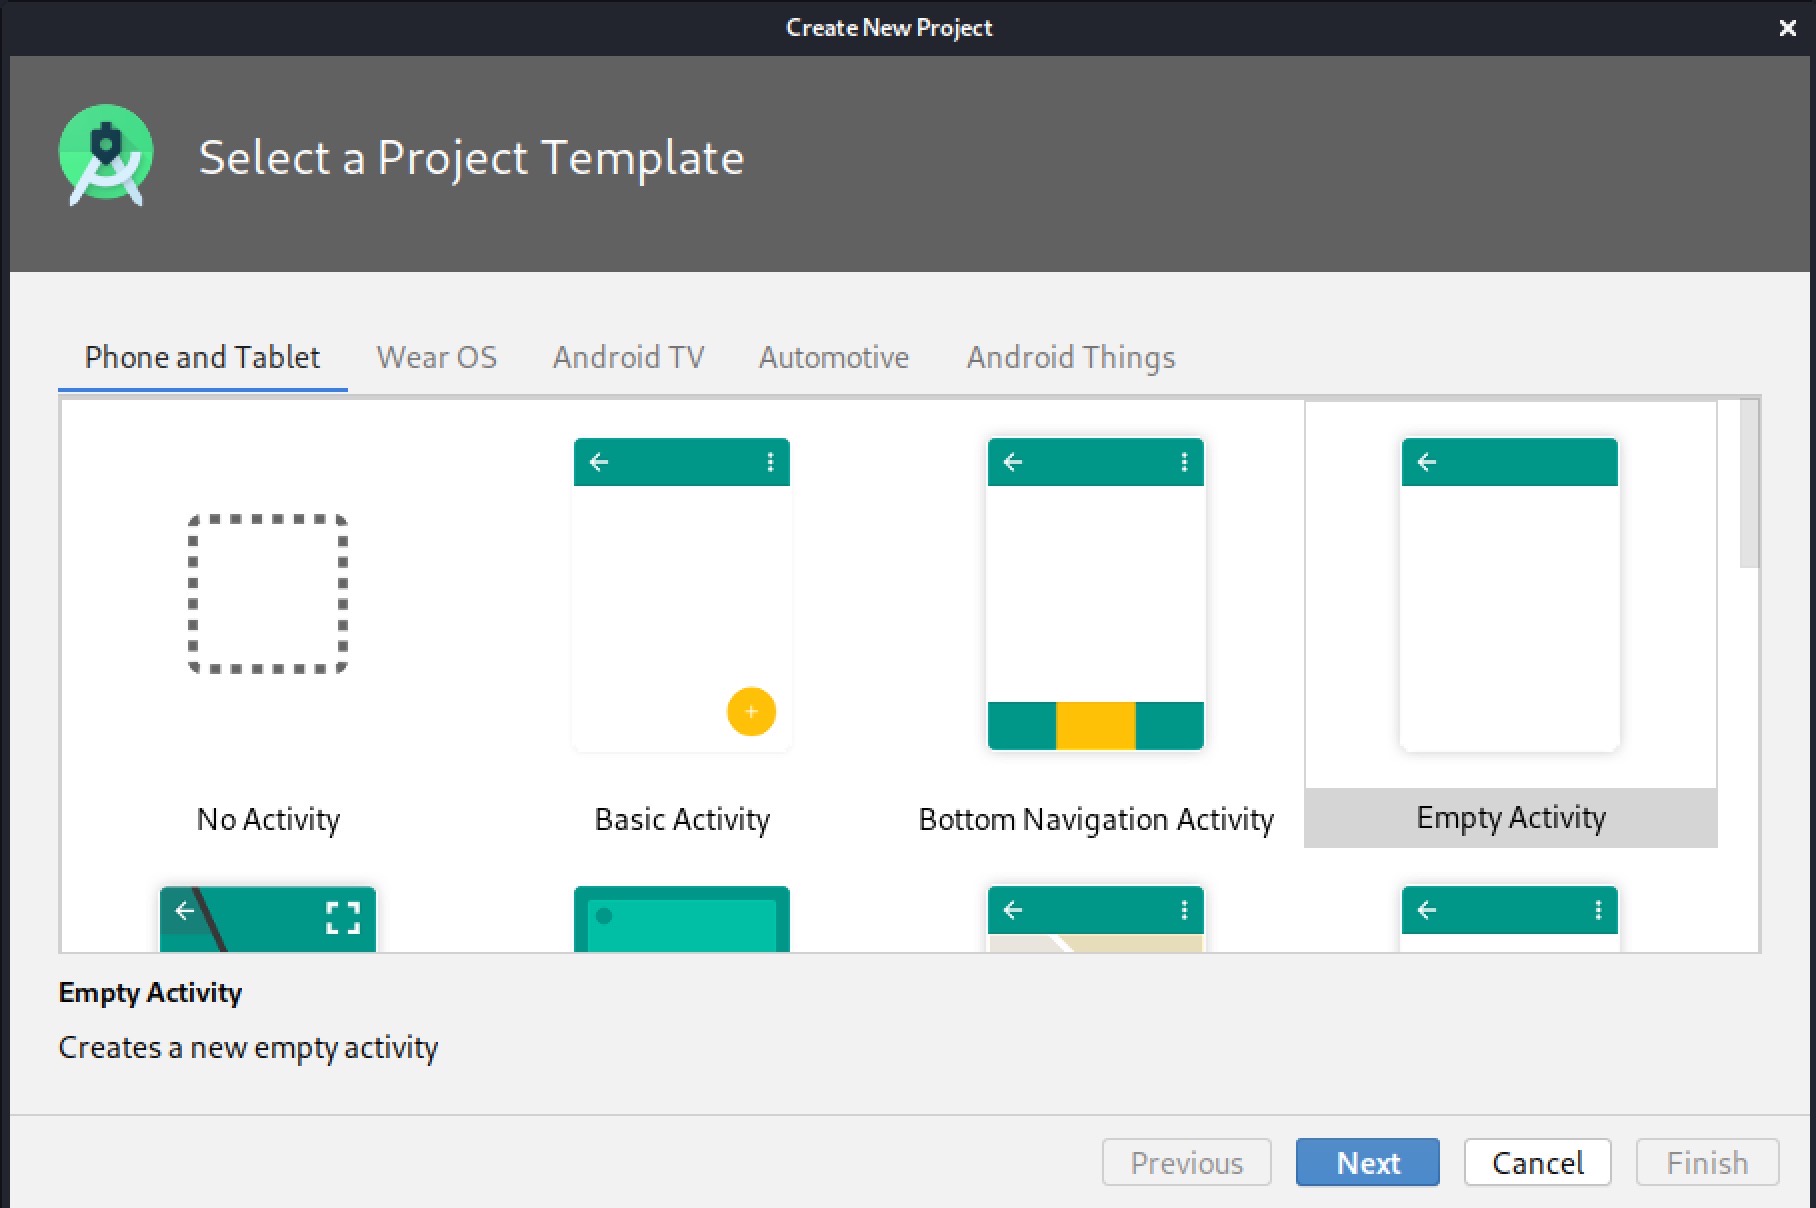 Create New Project
Select a Project Template
Phone and Tablet Wear OS Android TV Automotive Android Things
No Activity Basic Activity Bottom Navigation Activity Empty Activity
Empty Activity
Creates a new empty activity
Previous Next Cancel Finish